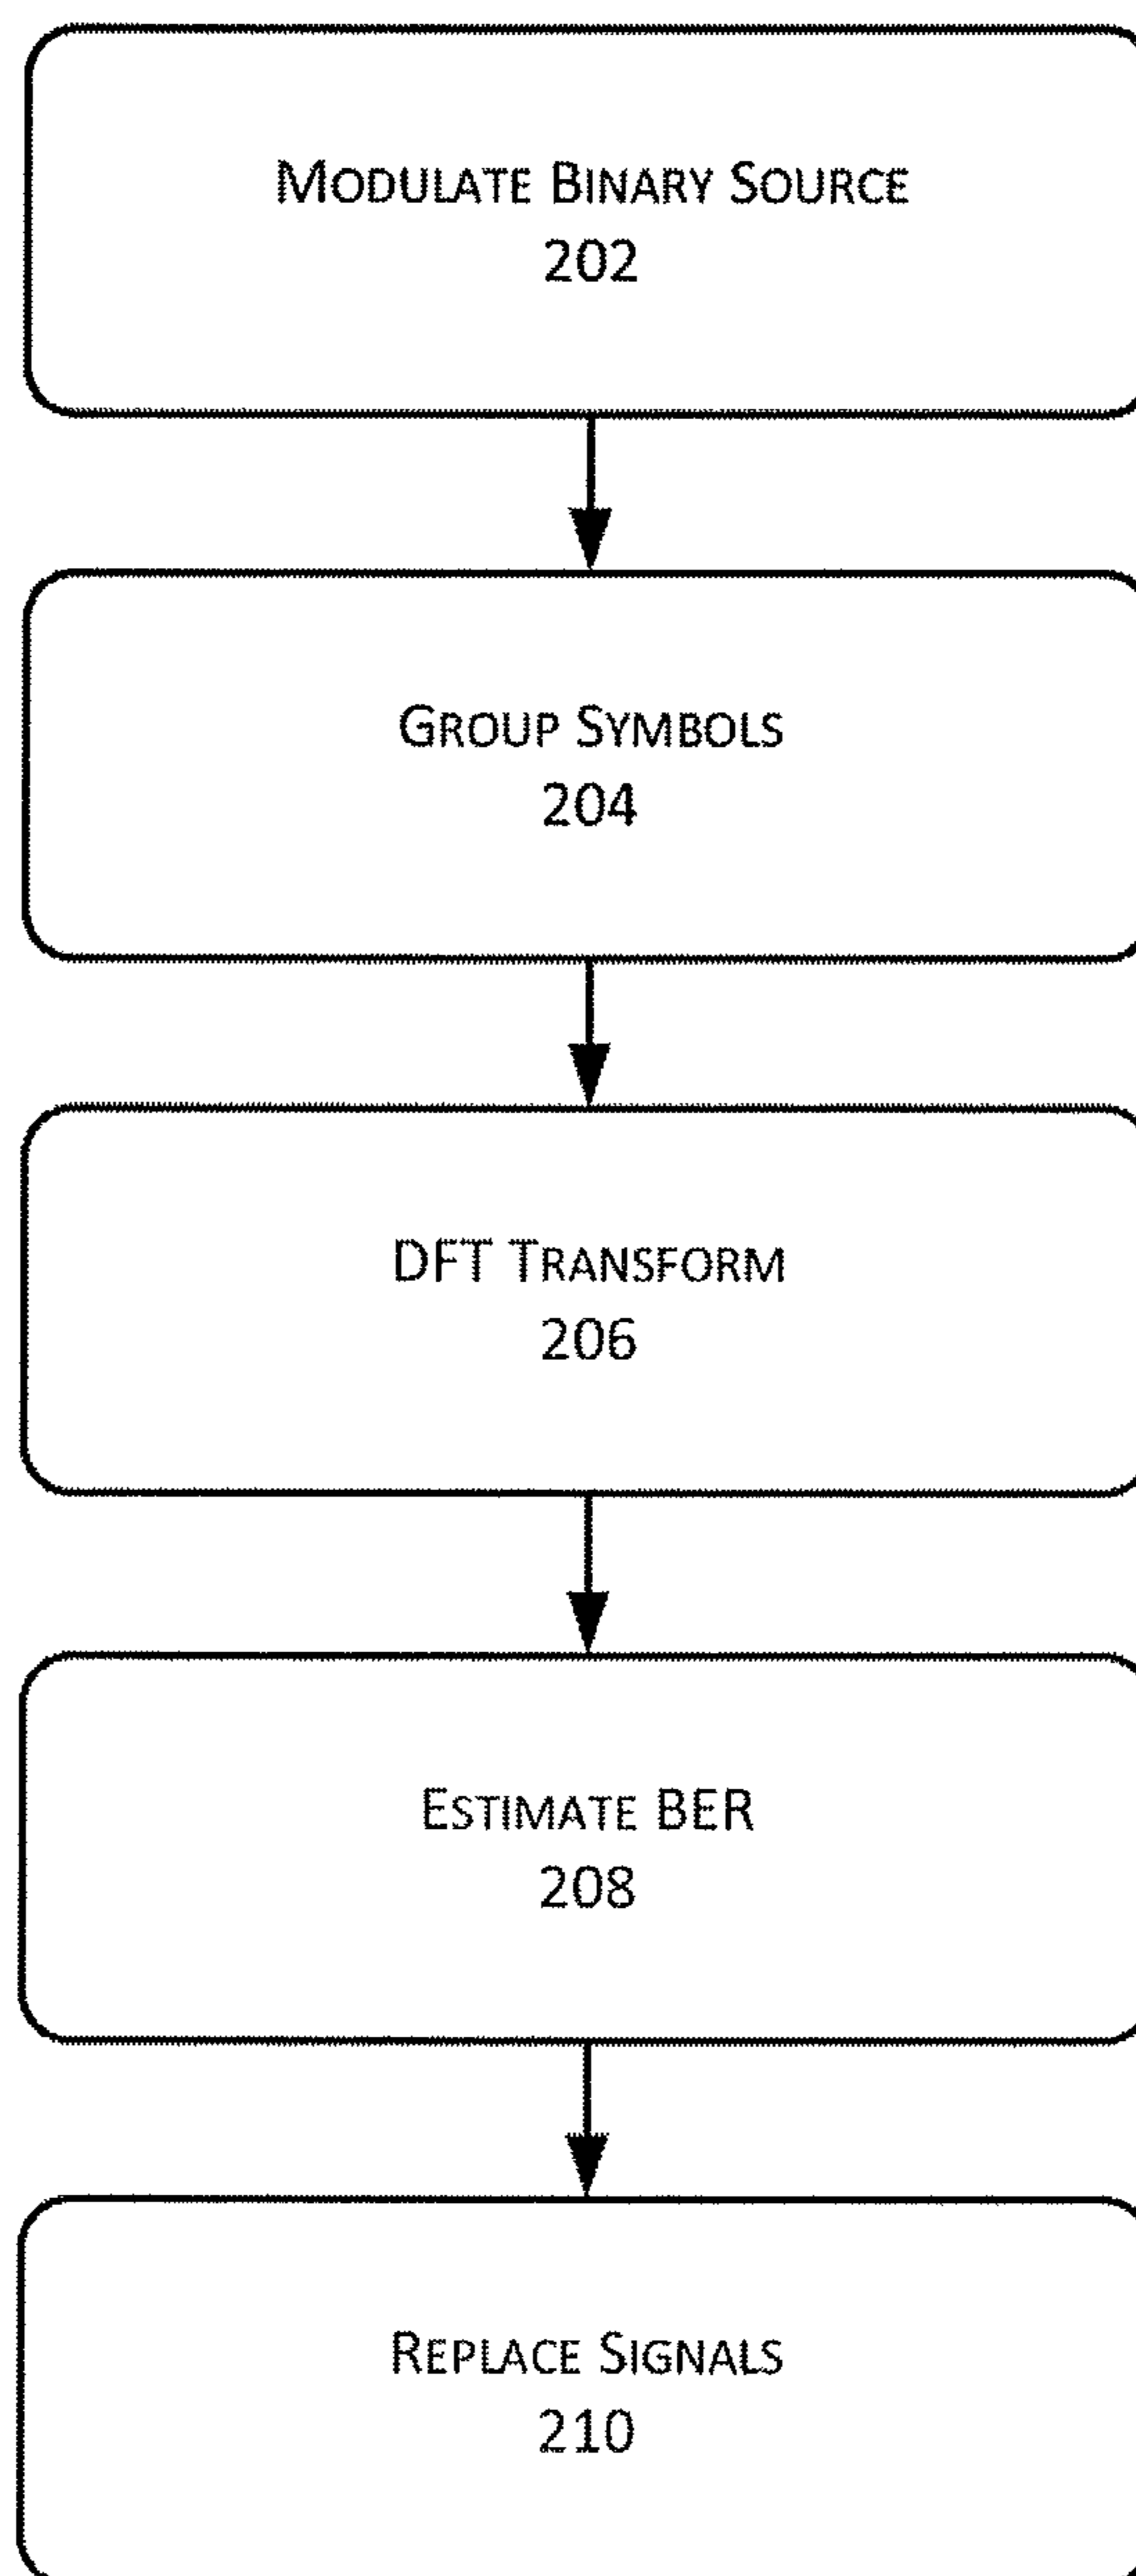 MODULATE BINARY SOURCE
202
GROUP SYMBOLS
204
DFT TRANSFORM
206
ESTIMATE BER
208
REPLACE SIGNALS
210